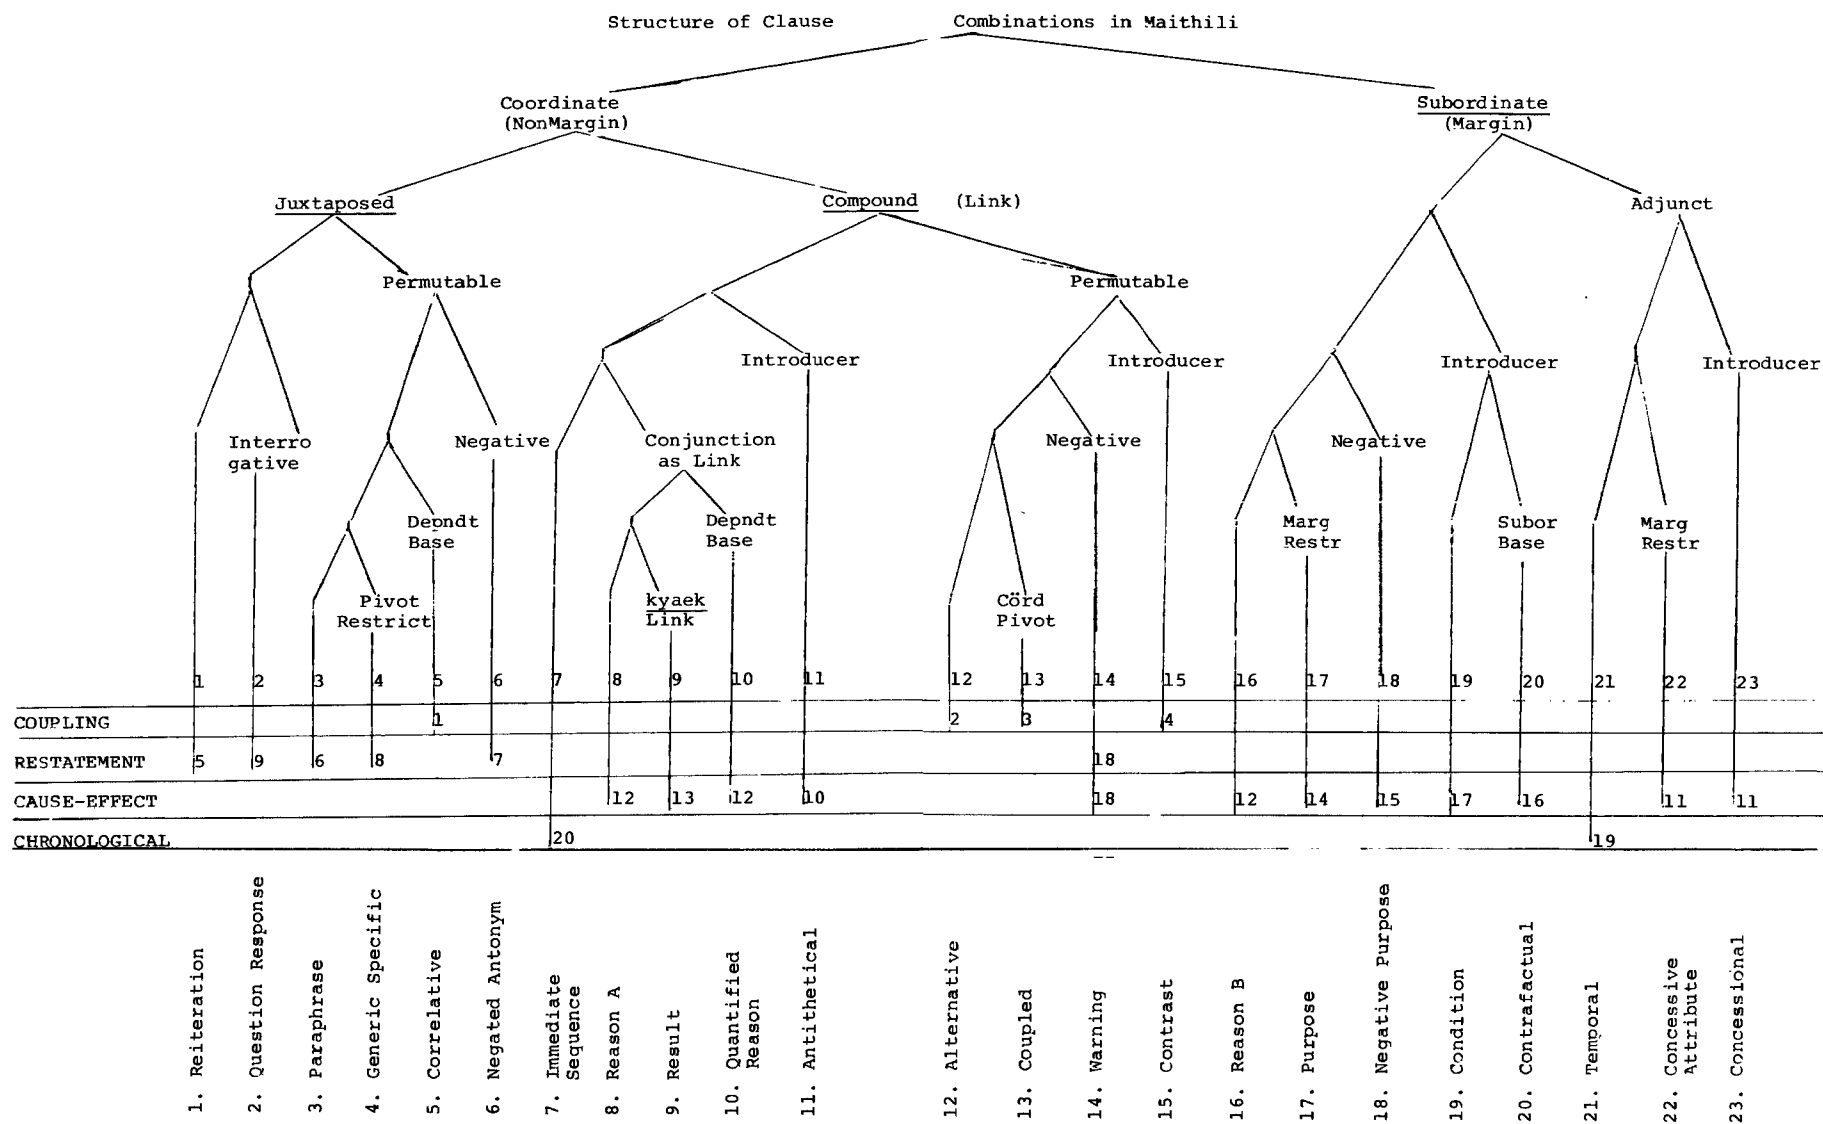 Structure of Clause Combinations in Maithili
Coordinate
(NonMargin)
Subordinate
(Margin)
Juxtaposed
Compound (Link)
Adjunct
Permutable
Permutable
Introducer
Introducer
Introducer
Introducer
Interro
gative
Negative
Conjunction
as Link
Negative
Negative
Depndt
Base
Depndt
Base
Marg
Restr
Subor
Base
Marg
Restr
Pivot
Restrict
kyaek
Link
Cörd
Pivot
1 2 3 4 5 6 7 8 9 10 11 12 13 14 15 16 17 18 19 20 21 22 23
COUPLING 1 2 3 4
RESTATEMENT 5 9 6 8 7 18
CAUSE-EFFECT 12 13 12 10 18 12 14 15 17 16 11 11
CHRONOLOGICAL 20 19
1. Reiteration
2. Question Response
3. Paraphrase
4. Generic Specific
5. Correlative
6. Negated Antonym
7. Immediate
Sequence
8. Reason A
9. Result
10. Quantified
Reason
11. Antithetical
12. Alternative
13. Coupled
14. Warning
15. Contrast
16. Reason B
17. Purpose
18. Negative Purpose
19. Condition
20. Contrafactual
21. Temporal
22. Concessive
Attribute
23. Concessional